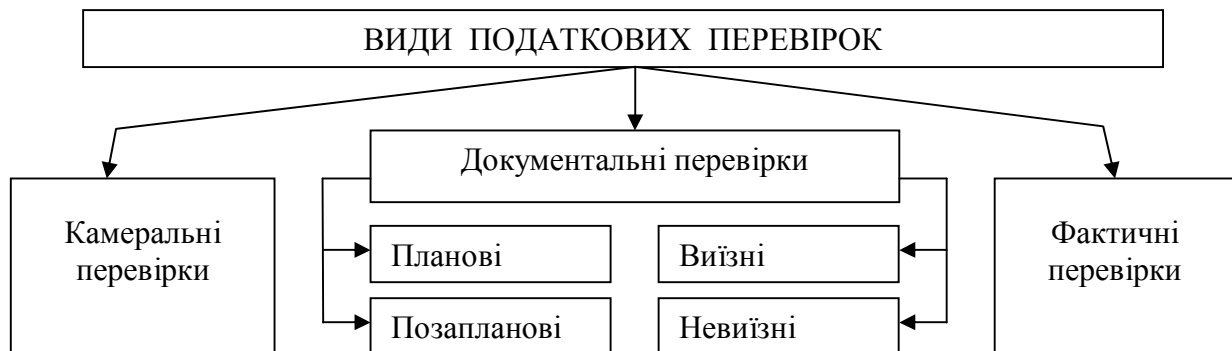 ВИДИ ПОДАТКОВИХ ПЕРЕВІРОК
Документальні перевірки
Камеральні
перевірки
Планові
Позапланові
Виїзні
Невиїзні
Фактичні
перевірки